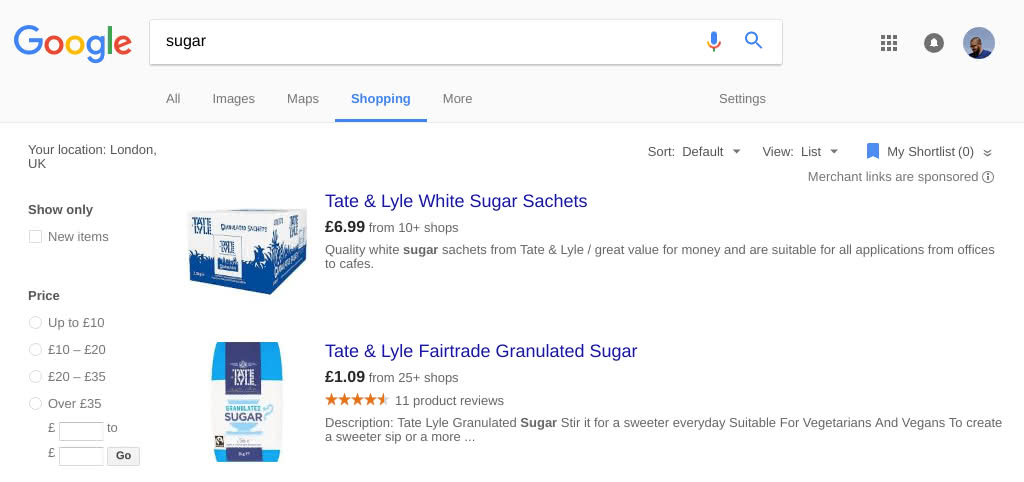 Google
sugar
All Images Maps Shopping More Settings
Your location: London,
UK
Sort: Default View: List My Shortlist (0)
Merchant links are sponsored
Show only
New items
Price
Up to £10
£10 – £20
£20 – £35
Over £35
£ to
£ Go
TATE LYLE
GRANULATED SACHETS
TATE
LYLE
Tate & Lyle White Sugar Sachets
£6.99 from 10+ shops
Quality white sugar sachets from Tate & Lyle / great value for money and are suitable for all applications from offices
to cafes.
TATE
LYLE
GRANULATED
SUGAR
Tate & Lyle Fairtrade Granulated Sugar
£1.09 from 25+ shops
11 product reviews
Description: Tate Lyle Granulated Sugar Stir it for a sweeter everyday Suitable For Vegetarians And Vegans To create
a sweeter sip or a more ...